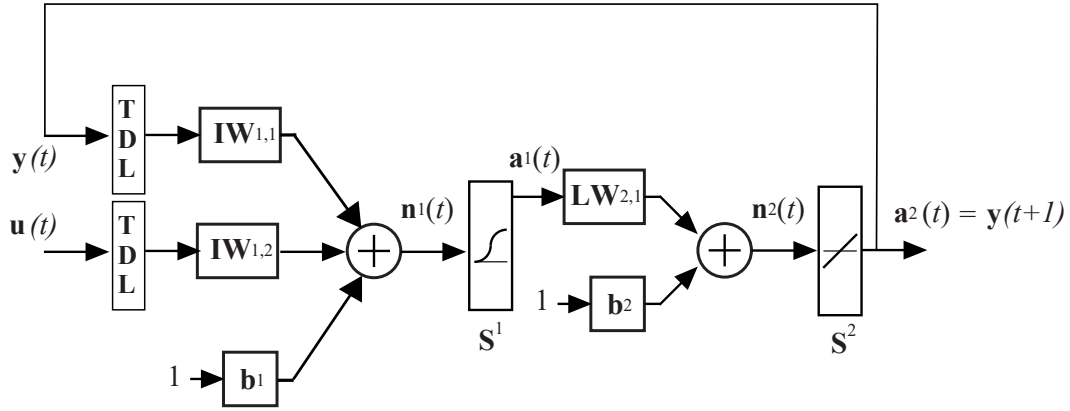 T
D
L
IW1,1
y(t)
a1(t)
LW2,1
n1(t)
n2(t)
a2(t) = y(t+1)
u(t)
T
D
L
IW1,2
1
b2
S1
S2
1
b1